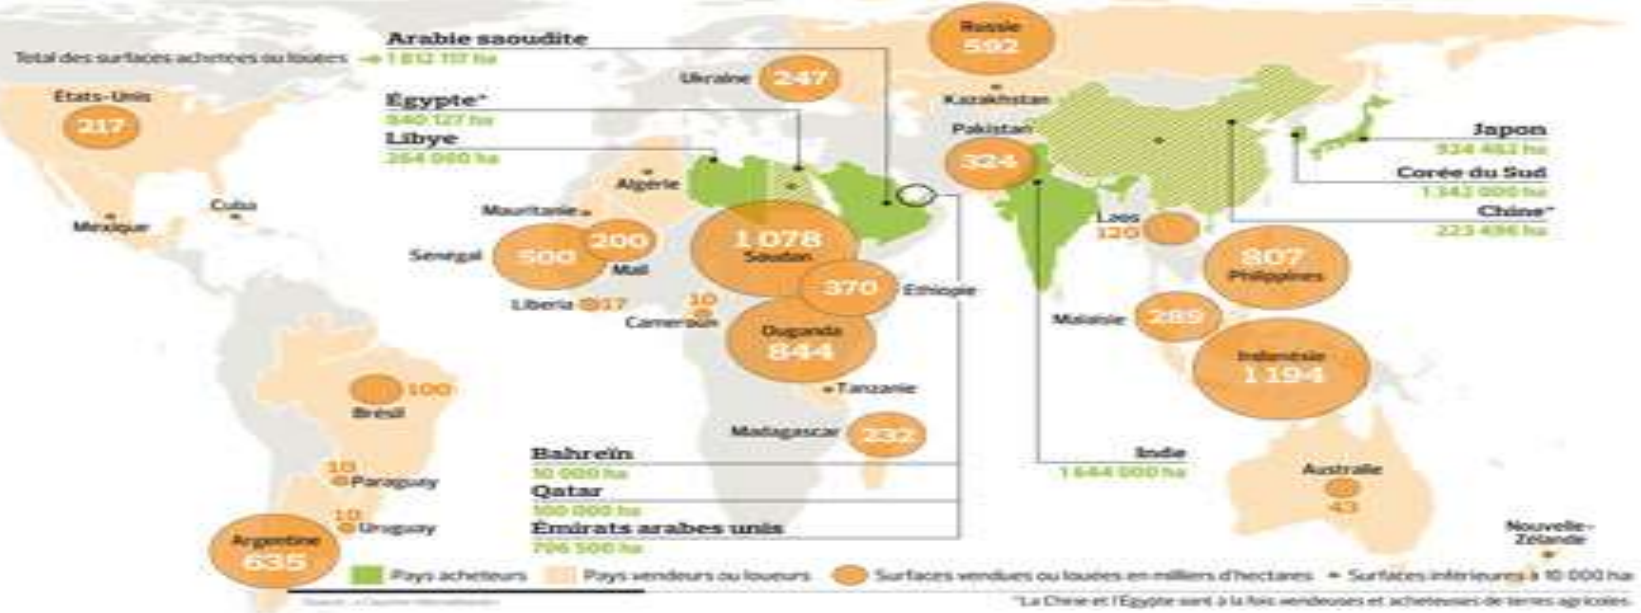 Russie
592
Arabie saoudite
Total des surfaces achetées ou louées
1 812 117 ha
Ukraine
247
États-Unis
217
Égypte*
840 127 ha
Kazakhstan
Pakistan
324
Libye
264 000 ha
Japon
324 462 ha
Corée du Sud
1 342 000 ha
Chine*
223 496 ha
Algérie
Mauritanie
Cuba
Mexique
Laos
120
Sénégal
500
200
Mali
1 078
Soudan
807
Philippines
370
Éthiopie
Liberia
17
10
Cameroun
Malaisie
289
Ouganda
844
Indonésie
1 194
Tanzanie
100
Brésil
Madagascar
232
Bahreïn
10 000 ha
Qatar
100 000 ha
Émirats arabes unis
706 500 ha
Inde
1 644 000 ha
Australie
43
10
Paraguay
10
Uruguay
Argentine
635
Nouvelle-
Zélande
Pays acheteurs
Pays vendeurs ou loueurs
Surfaces vendues ou louées en milliers d'hectares
Surfaces inférieures à 10 000 ha
*La Chine et l'Égypte sont à la fois vendeuses et acheteuses de terres agricoles.